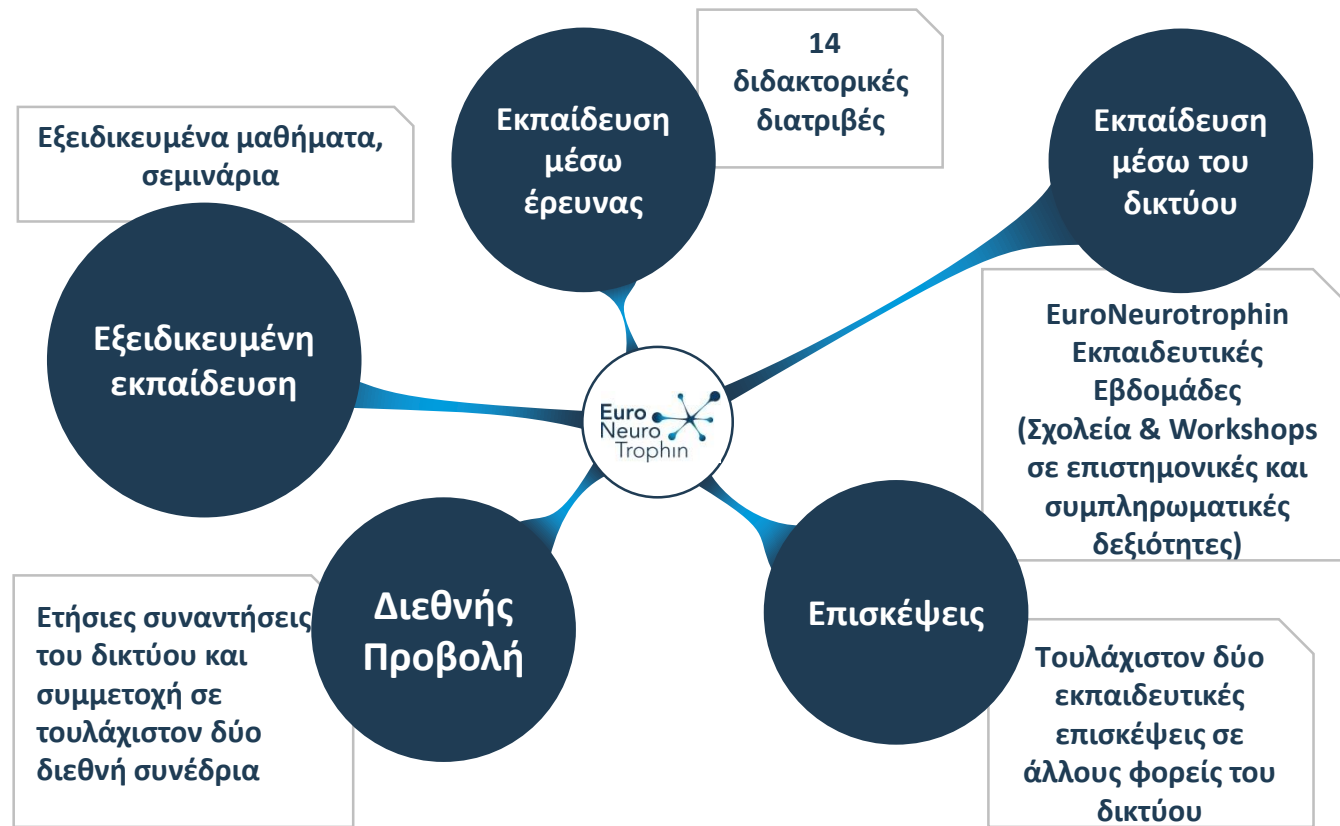 14
διδακτορικές
διατριβές
Εκπαίδευση
μέσω
έρευνας
Εκπαίδευση
μέσω του
δικτύου
Εξειδικευμένα μαθήματα,
σεμινάρια
Εξειδικευμένη
εκπαίδευση
EuroNeurotrophin
Εκπαιδευτικές
Εβδομάδες
(Σχολεία & Workshops
σε επιστημονικές και
συμπληρωματικές
δεξιότητες)
Euro
Neuro
Trophin
Διεθνής
Προβολή
Ετήσιες συναντήσεις
του δικτύου και
συμμετοχή σε
τουλάχιστον δύο
διεθνή συνέδρια
Επισκέψεις
Τουλάχιστον δύο
εκπαιδευτικές
επισκέψεις σε
άλλους φορείς του
δικτύου